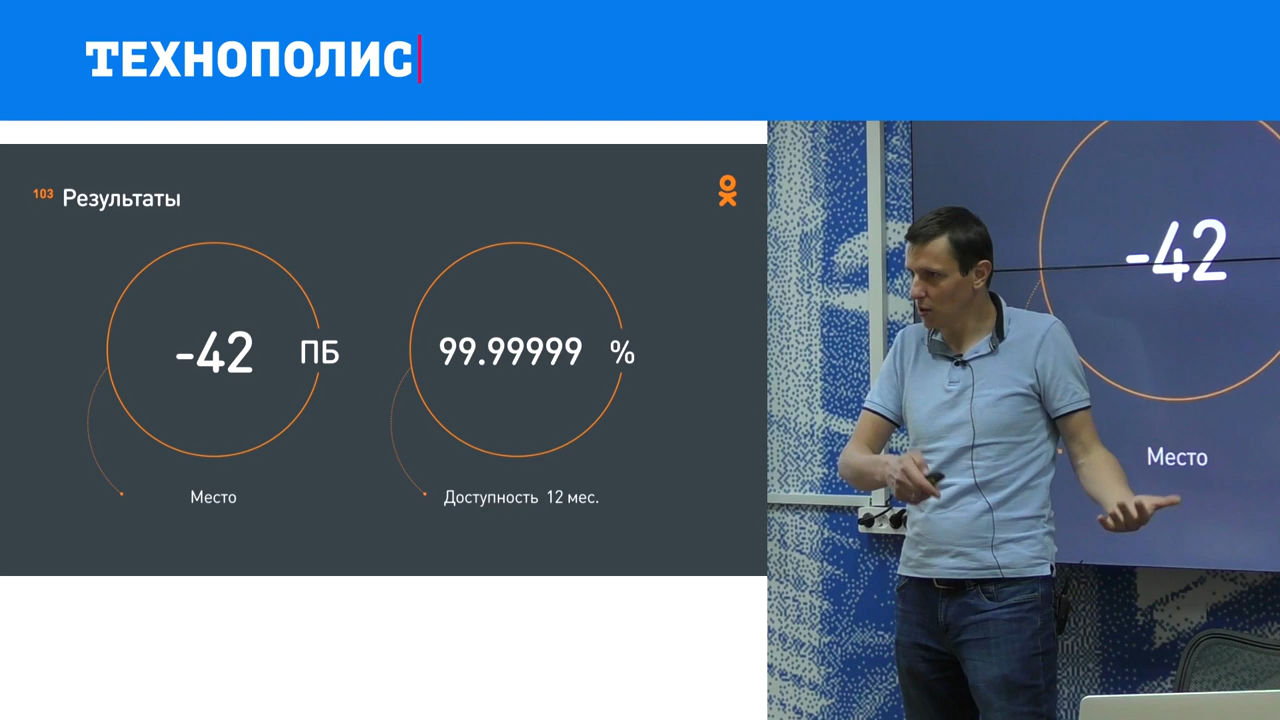 ТЕХНОПОЛИС
103 Результаты
-42 ПБ
99.99999 %
Место
Доступность 12 мес.
-42
Место